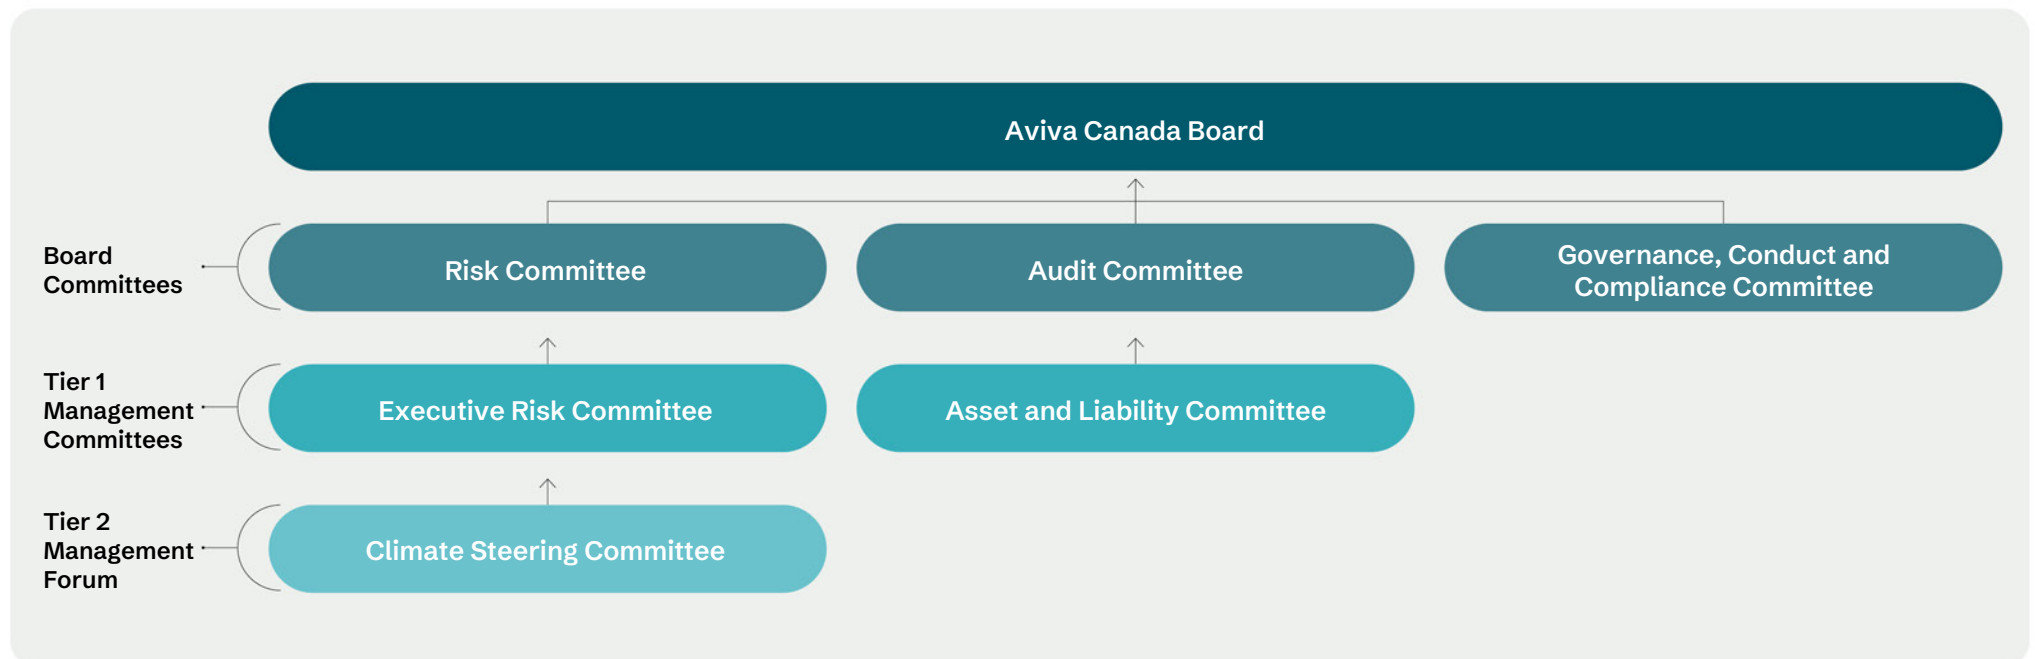 Aviva Canada Board
Board
Committees
Risk Committee
Audit Committee
Governance, Conduct and
Compliance Committee
Tier 1
Management
Committees
Executive Risk Committee
Asset and Liability Committee
Tier 2
Management
Forum
Climate Steering Committee